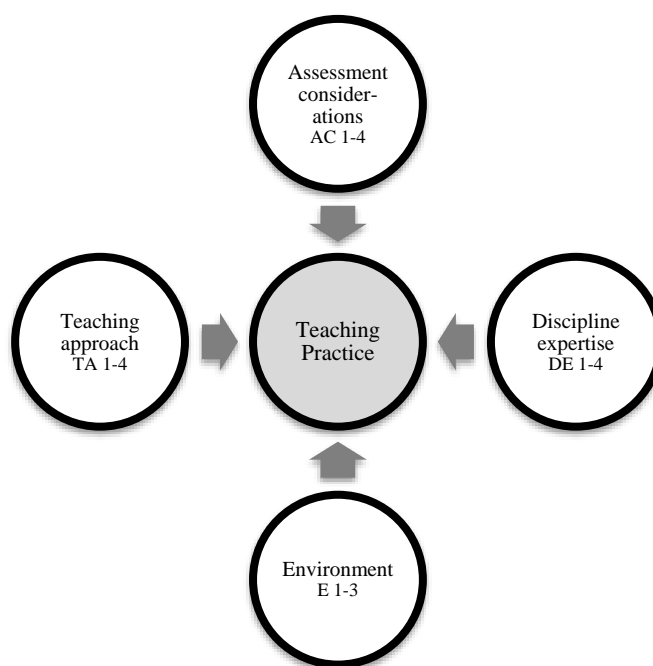 Assessment
consider-
ations
AC 1-4
Teaching
approach
TA 1-4
Teaching
Practice
Discipline
expertise
DE 1-4
Environment
E 1-3